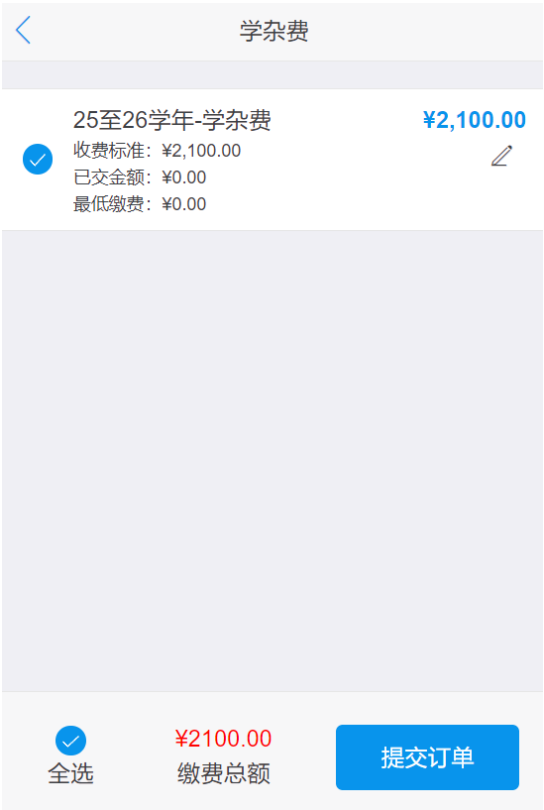 学杂费
25至26学年-学杂费
¥2,100.00
收费标准：¥2,100.00
已交金额：¥0.00
最低缴费：¥0.00
¥2100.00
全选
缴费总额
提交订单